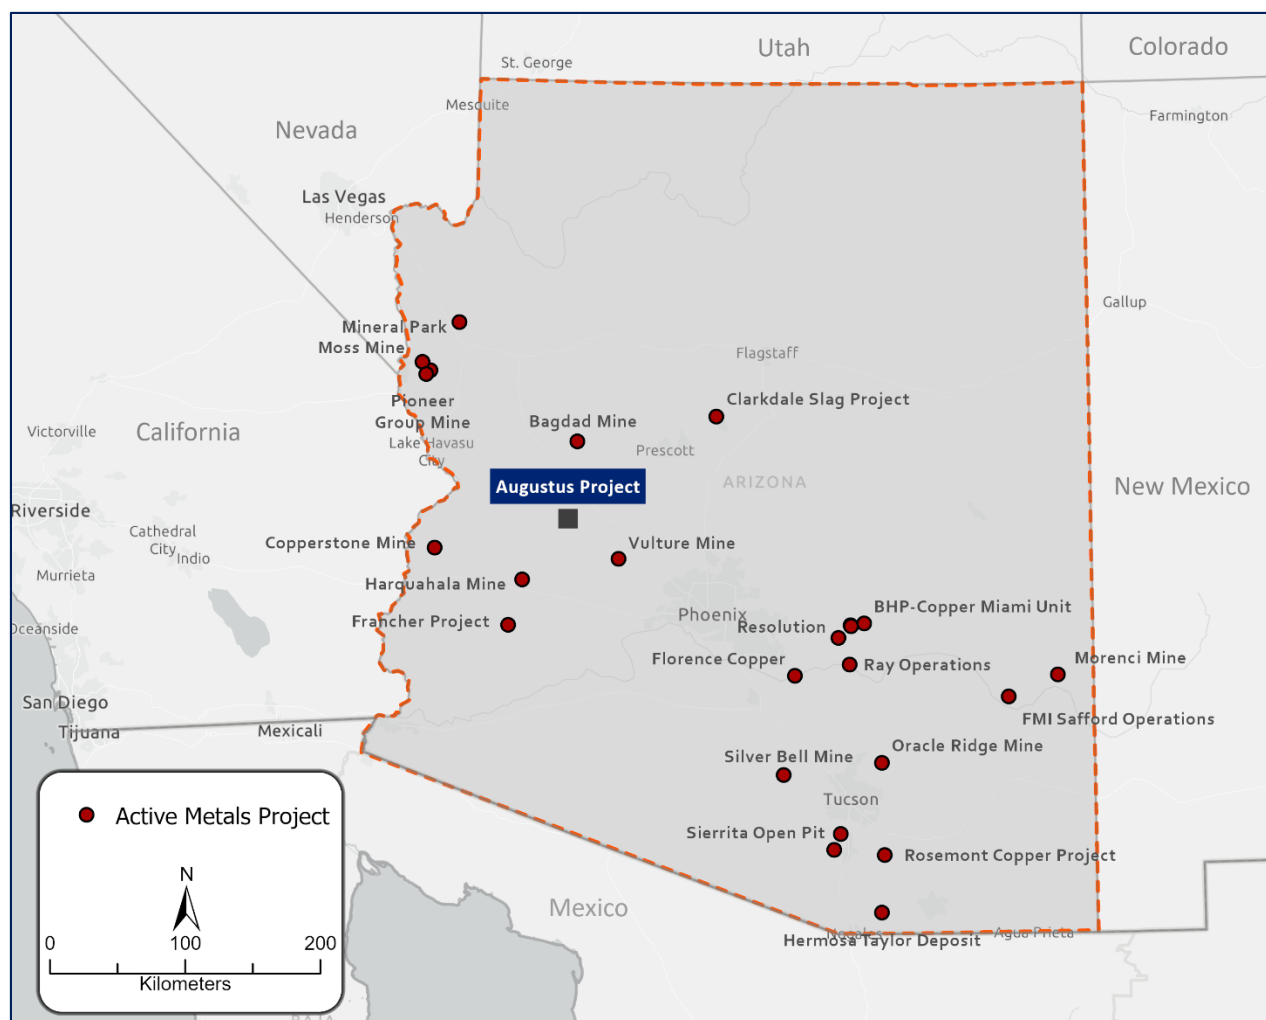 Utah
Colorado
St. George
Mesquite
Farmington
Nevada
Las Vegas
Henderson
Gallup
Mineral Park
Moss Mine
Flagstaff
Pioneer
Group Mine
Clarkdale Slag Project
Bagdad Mine
Victorville
California
Lake Havasu
City
Prescott
ARIZONA
New Mexico
Augustus Project
Riverside
Cathedral
City
Indio
Copperstone Mine
Vulture Mine
Murrieta
Harquahala Mine
Phoenix
BHP-Copper Miami Unit
Francher Project
Resolution
Oceanside
Florence Copper
Ray Operations
Morenci Mine
San Diego
FMI Safford Operations
Tijuana
Mexicali
Silver Bell Mine
Oracle Ridge Mine
Tucson
Sierrita Open Pit
Rosemont Copper Project
Mexico
Nogales
Agua Prieta
Hermosa Taylor Deposit
Active Metals Project
N
0 100 200
Kilometers
BAJA